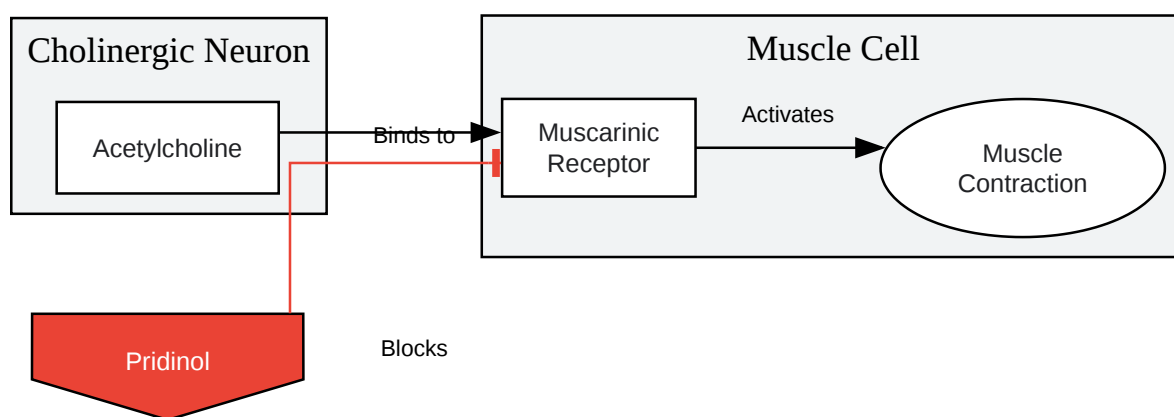 Cholinergic Neuron
Muscle Cell
Acetylcholine
Binds to
Muscarinic
Receptor
Activates
Muscle
Contraction
Pridinol
Blocks